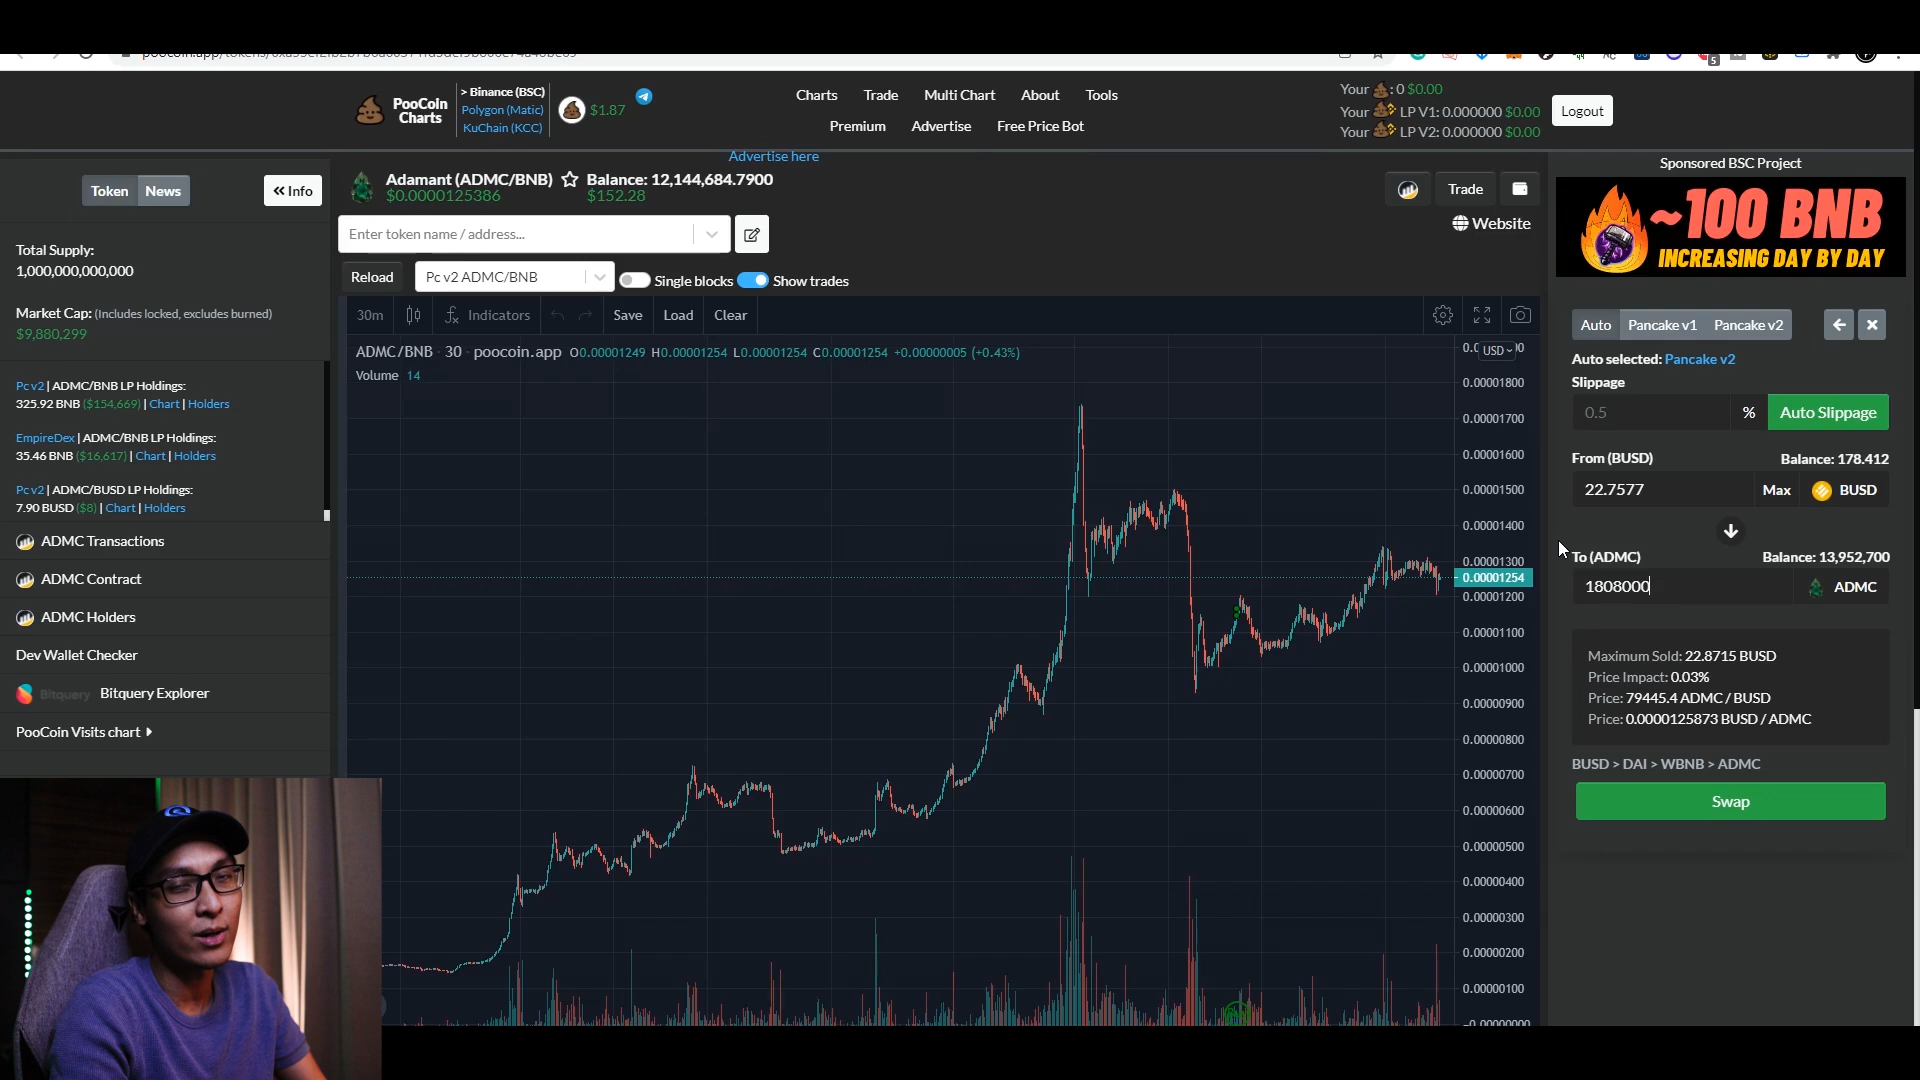 PooCoin
Charts
> Binance (BSC)
Polygon (Matic)
KuChain (KCC)
$1.87
Charts Trade Multi Chart About Tools
Premium Advertise Free Price Bot
Your : 0 $0.00
Your LP V1: 0.000000 $0.00
Your LP V2: 0.000000 $0.00
Logout
Advertise here
Token News
Info
Total Supply:
1,000,000,000,000
Market Cap: (Includes locked, excludes burned)
$9,880,299
Pc v2 | ADMC/BNB LP Holdings:
325.92 BNB ($154,669) | Chart | Holders
EmpireDex | ADMC/BNB LP Holdings:
35.46 BNB ($16,617) | Chart | Holders
Pc v2 | ADMC/BUSD LP Holdings:
7.90 BUSD ($8) | Chart | Holders
ADMC Transactions
ADMC Contract
ADMC Holders
Dev Wallet Checker
Bitquery Bitquery Explorer
PooCoin Visits chart
Adamant (ADMC/BNB) Balance: 12,144,684.7900
$0.0000125386 $152.28
Trade
Website
Enter token name / address...
Reload Pc v2 ADMC/BNB Single blocks Show trades
30m Indicators Save Load Clear
ADMC/BNB 30 poocoin.app O0.00001249 H0.00001254 L0.00001254 C0.00001254 +0.00000005 (+0.43%)
Volume 14
USD
0.00001800
0.00001700
0.00001600
0.00001500
0.00001400
0.00001300
0.00001254
0.00001200
0.00001100
0.00001000
0.00000900
0.00000800
0.00000700
0.00000600
0.00000500
0.00000400
0.00000300
0.00000200
0.00000100
Sponsored BSC Project
~100 BNB
INCREASING DAY BY DAY
Auto Pancake v1 Pancake v2
Auto selected: Pancake v2
Slippage
0.5 % Auto Slippage
From (BUSD) Balance: 178.412
22.7577 Max BUSD
To (ADMC) Balance: 13,952,700
1808000 ADMC
Maximum Sold: 22.8715 BUSD
Price Impact: 0.03%
Price: 79445.4 ADMC / BUSD
Price: 0.0000125873 BUSD / ADMC
BUSD > DAI > WBNB > ADMC
Swap